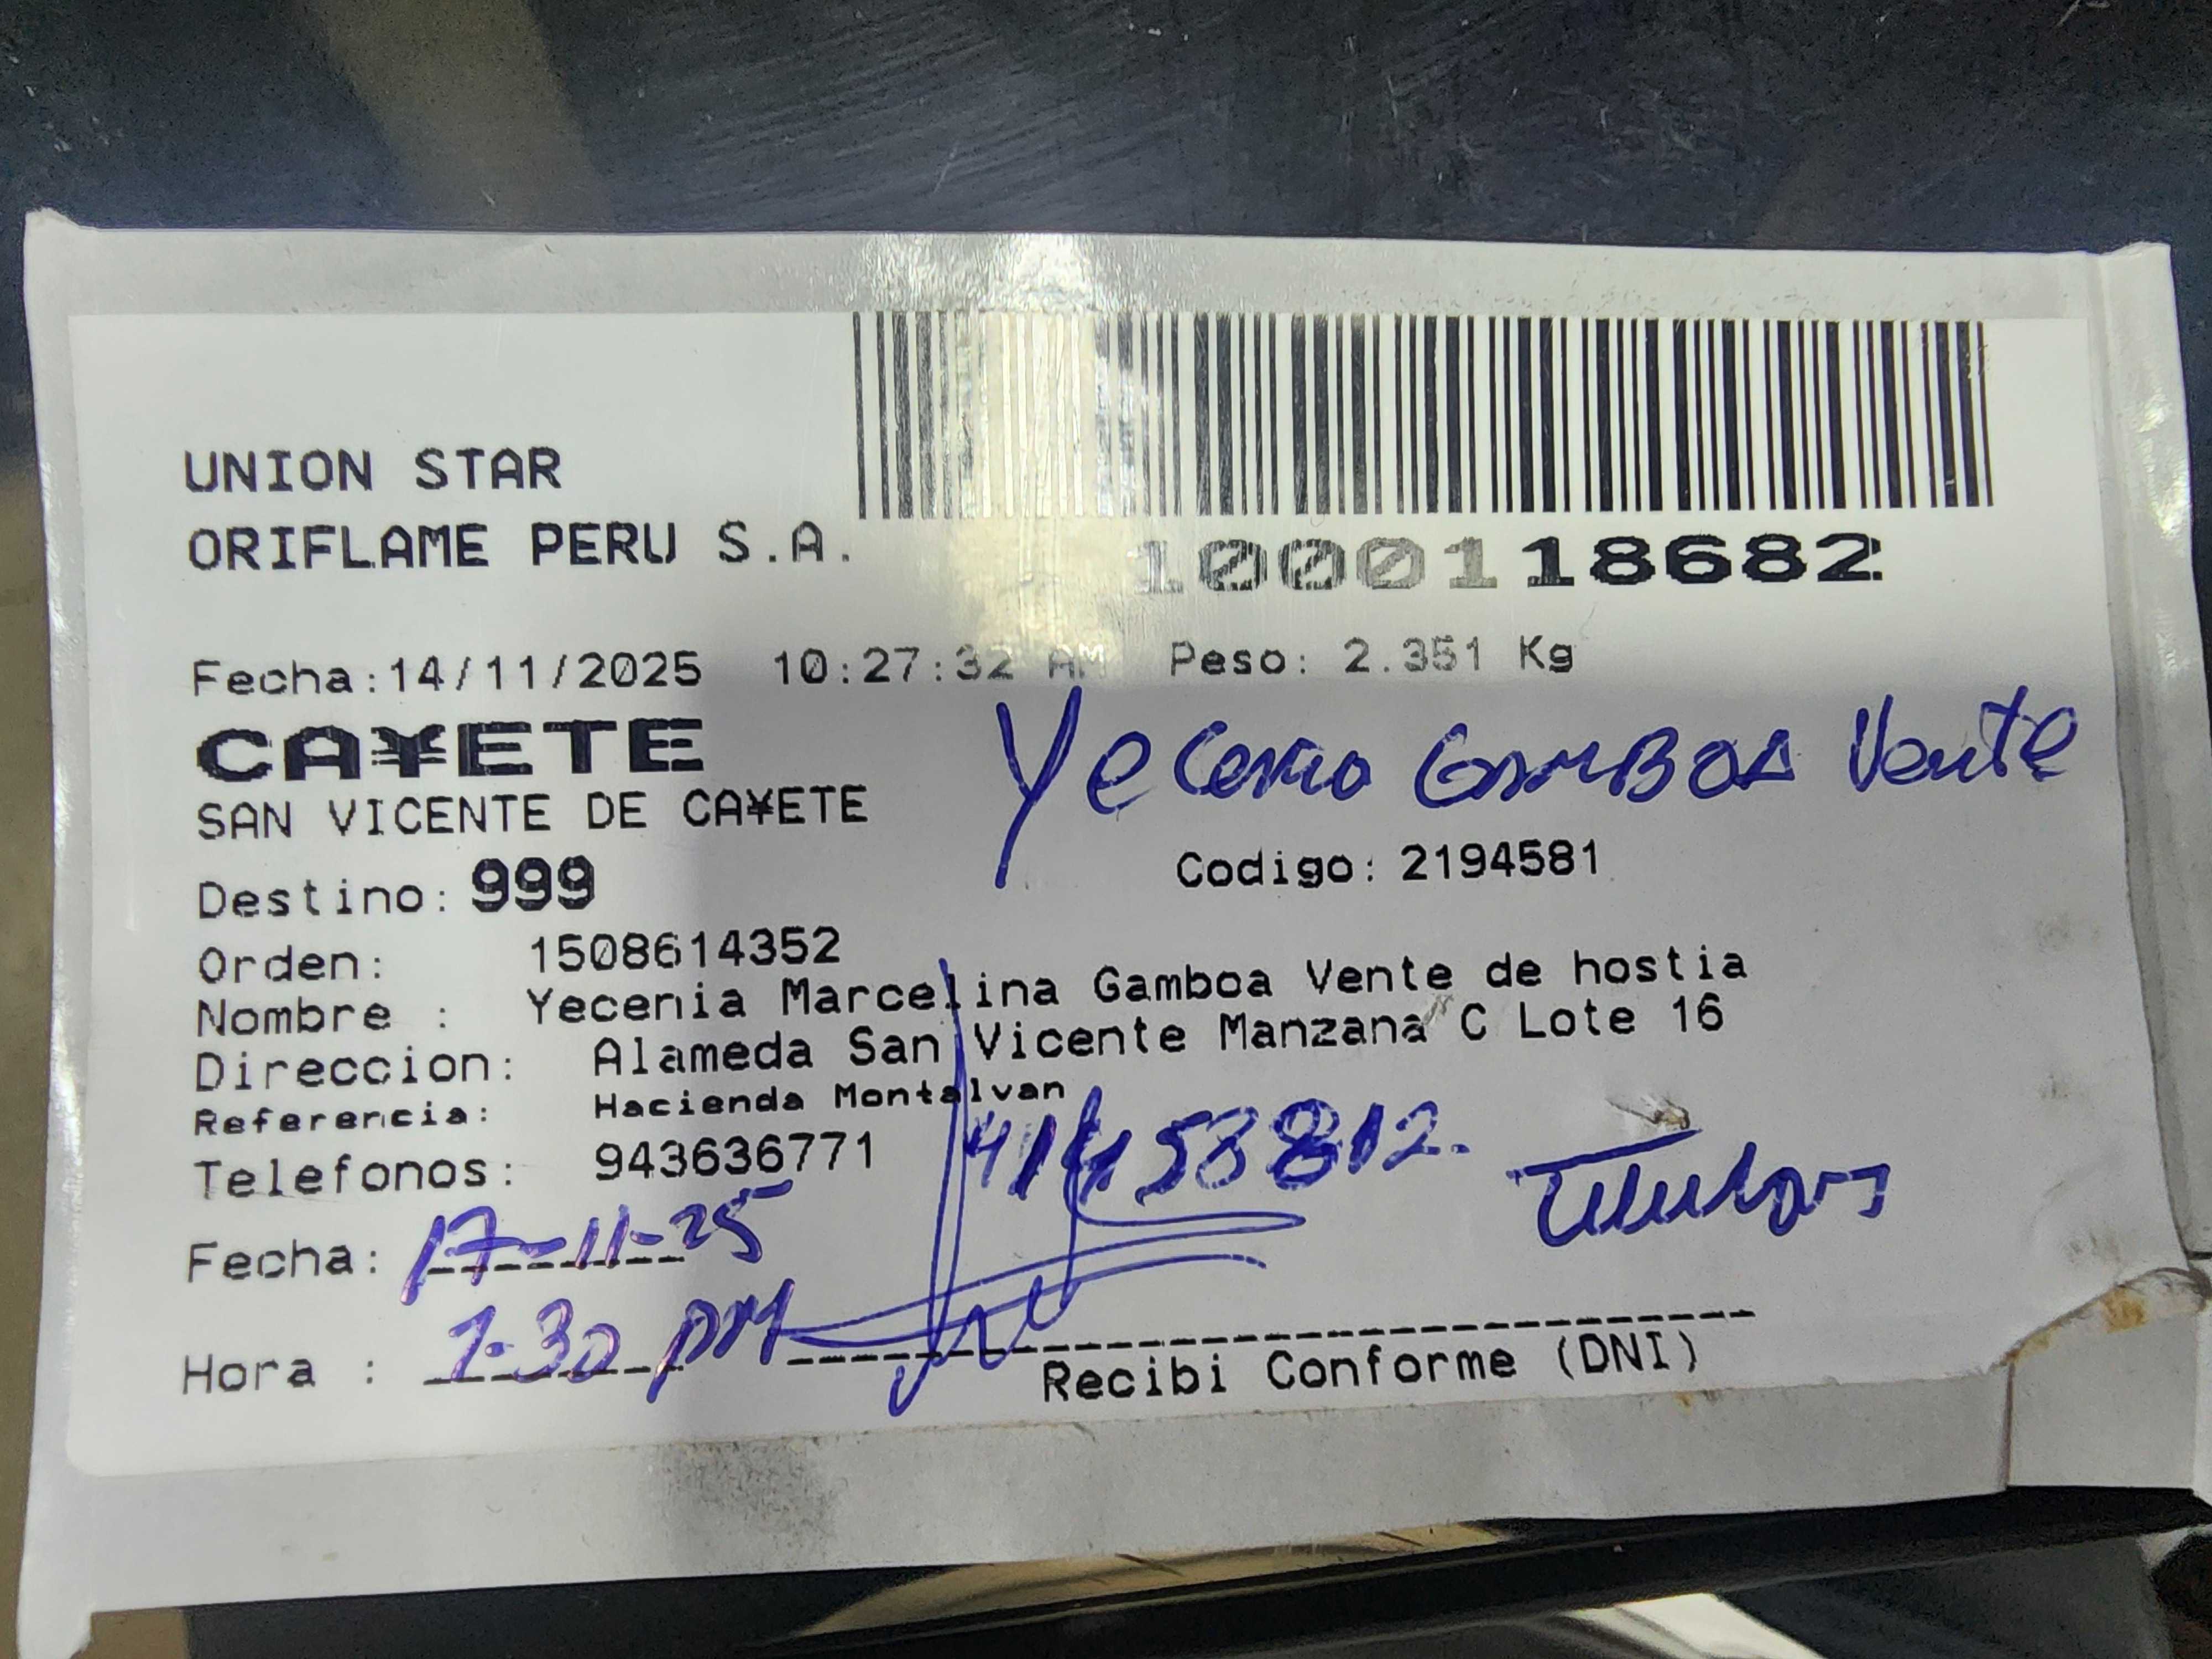 UNION STAR
ORIFLAME PERU S.A.
1000118682
Fecha:14/11/2025 10:27:32 AM Peso: 2.351 Kg
CA¥ETE
Yecenia GAMBOA Vente
SAN VICENTE DE CA¥ETE
Destino: 999 Codigo: 2194581
Orden: 1508614352
Nombre : Yecenia Marcelina Gamboa Vente de hostia
Direccion: Alameda San Vicente Manzana C Lote 16
Referencia: Hacienda Montalvan
Telefonos: 943636771
Fecha: 17-11-25
Hora : 1:30 PM
Recibi Conforme (DNI)